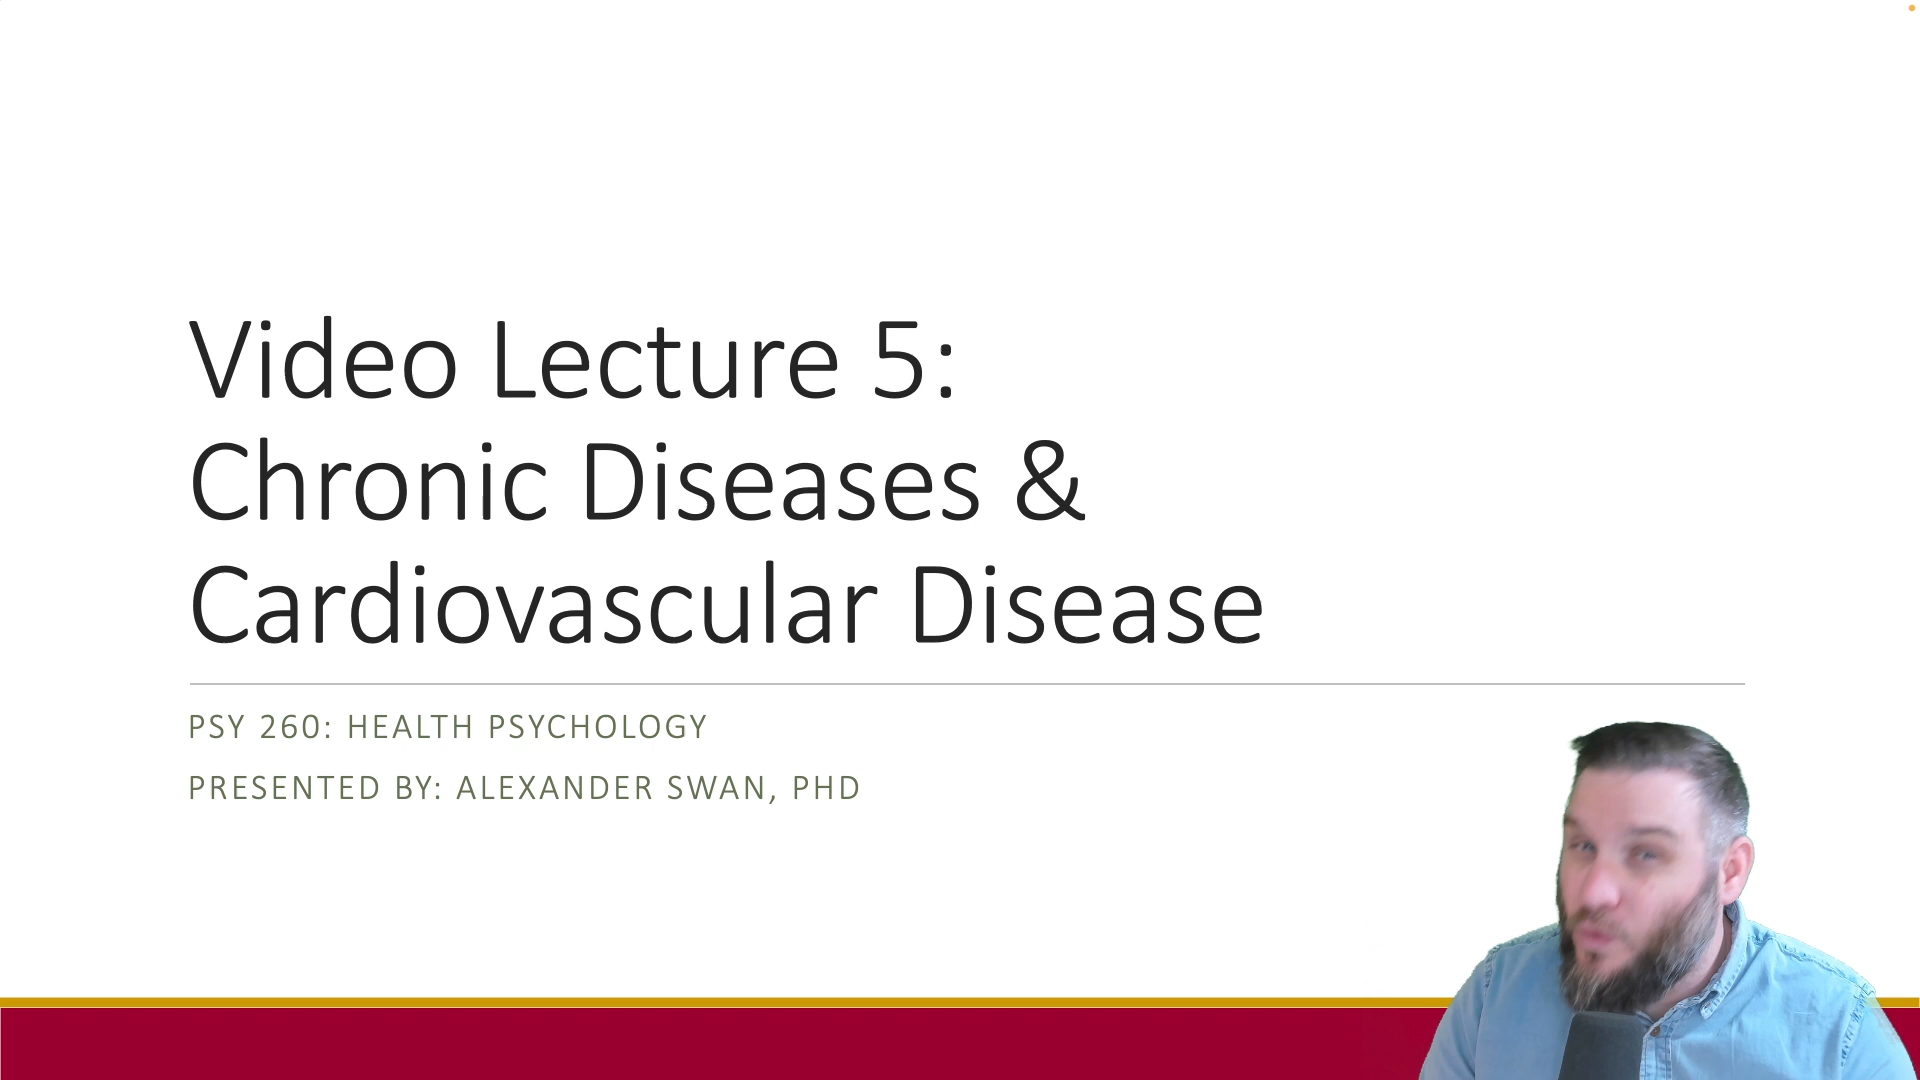 Video Lecture 5:
Chronic Diseases &
Cardiovascular Disease
PSY 260: HEALTH PSYCHOLOGY
PRESENTED BY: ALEXANDER SWAN, PHD